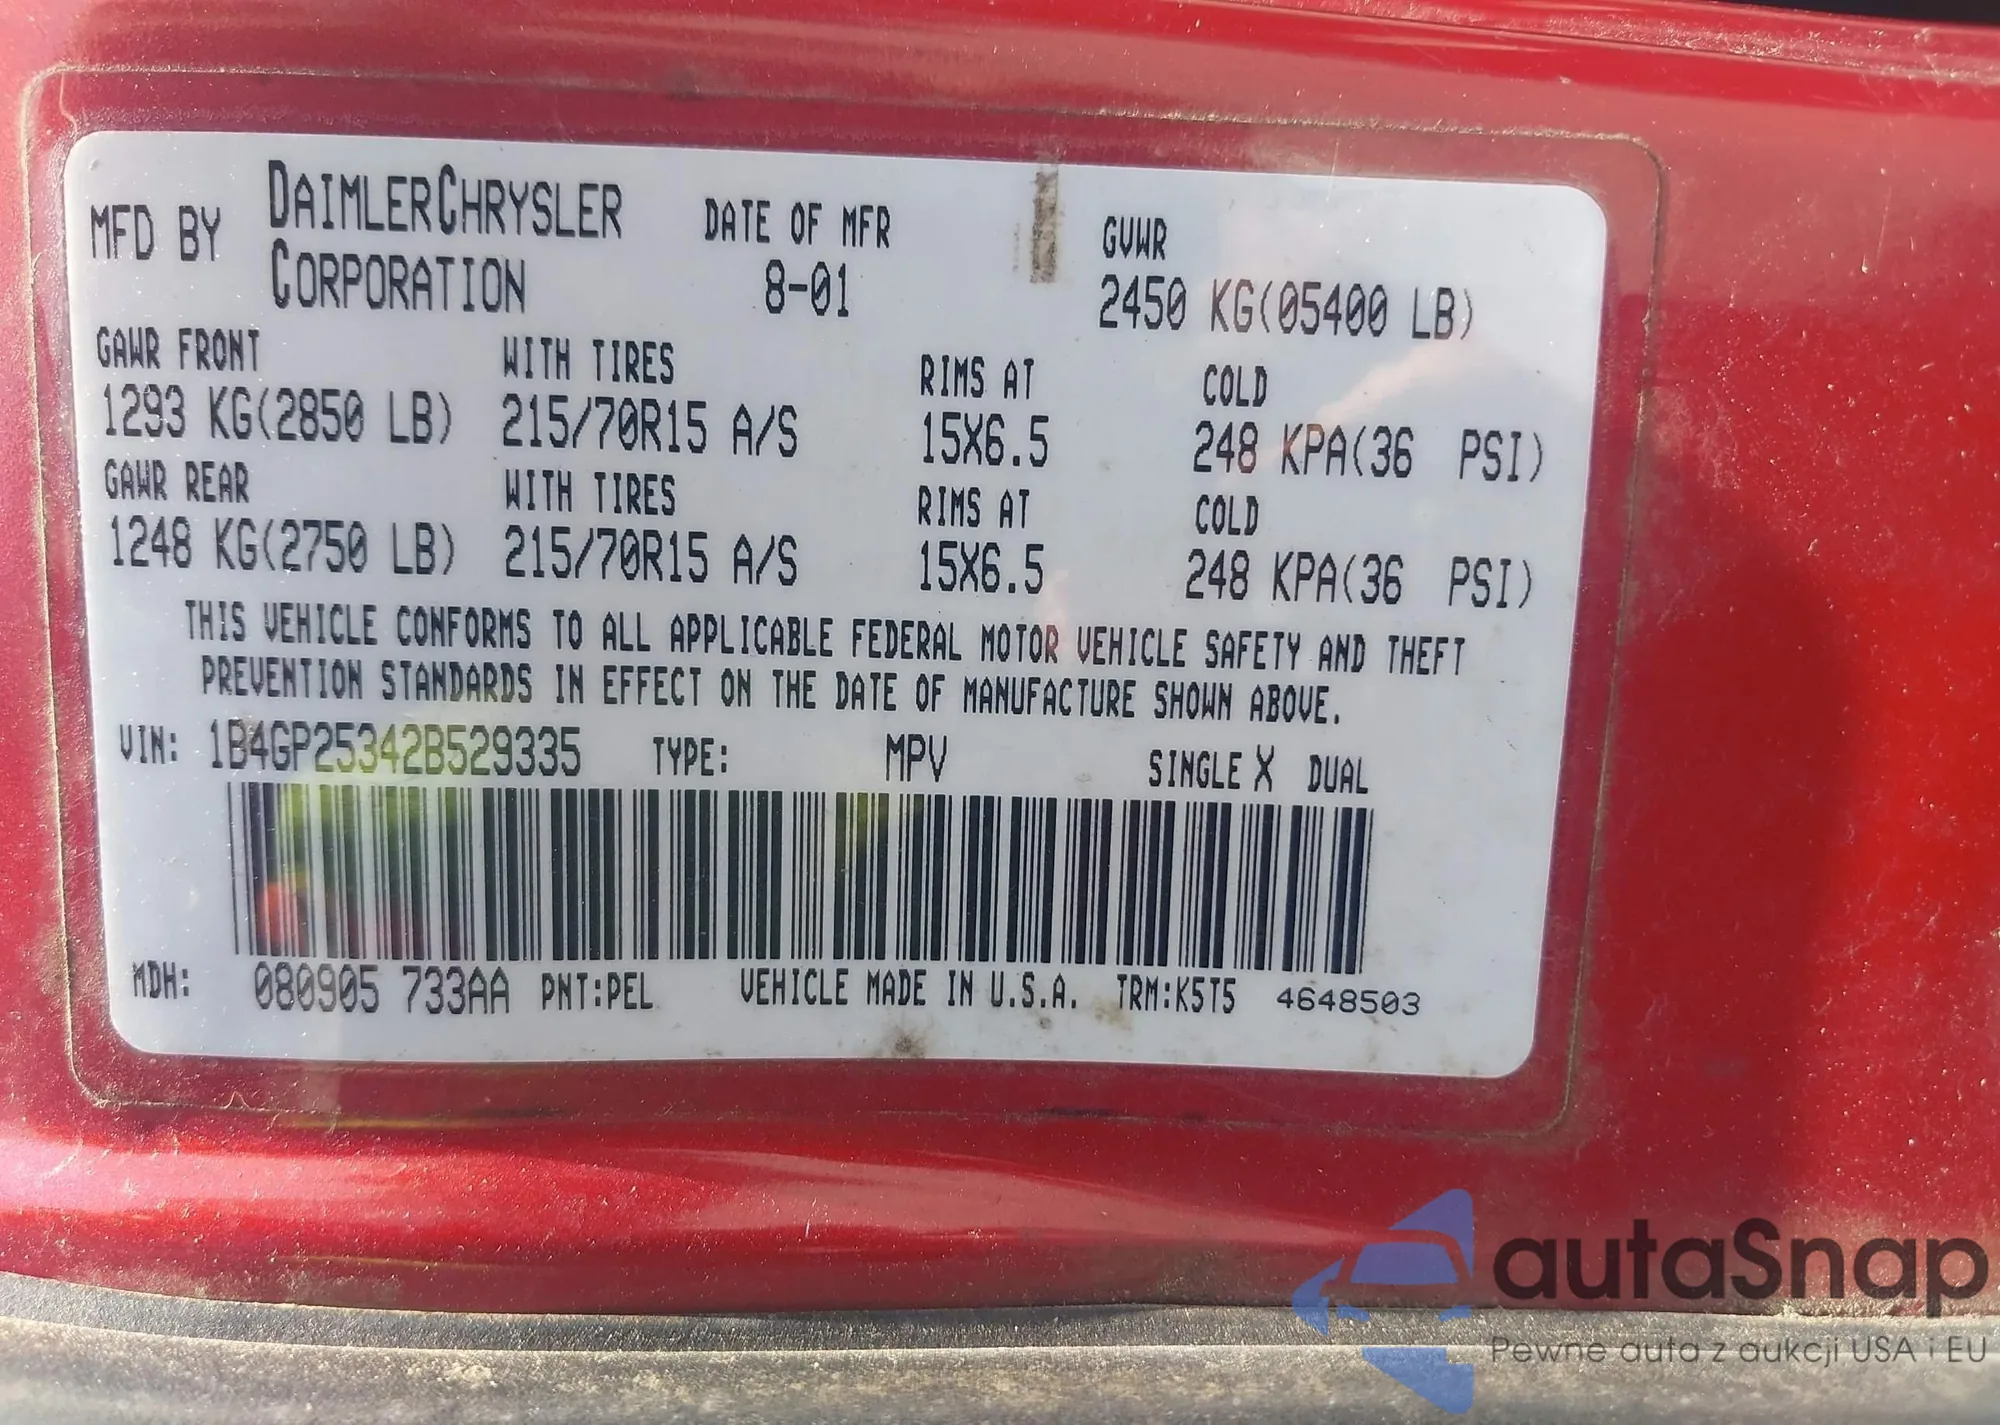 MFD BY DAIMLERCHRYSLER CORPORATION DATE OF MFR 8-01 GVWR 2450 KG(05400 LB)
GAWR FRONT WITH TIRES RIMS AT COLD
1293 KG(2850 LB) 215/70R15 A/S 15X6.5 248 KPA(36 PSI)
GAWR REAR WITH TIRES RIMS AT COLD
1248 KG(2750 LB) 215/70R15 A/S 15X6.5 248 KPA(36 PSI)
THIS VEHICLE CONFORMS TO ALL APPLICABLE FEDERAL MOTOR VEHICLE SAFETY AND THEFT
PREVENTION STANDARDS IN EFFECT ON THE DATE OF MANUFACTURE SHOWN ABOVE.
VIN: 1B4GP25342B529335 TYPE: MPV SINGLE X DUAL
MDH: 080905 733AA PNT:PEL VEHICLE MADE IN U.S.A. TRM:K5T5 4648503
autaSnap
Pewne auta z aukcji USA i EU